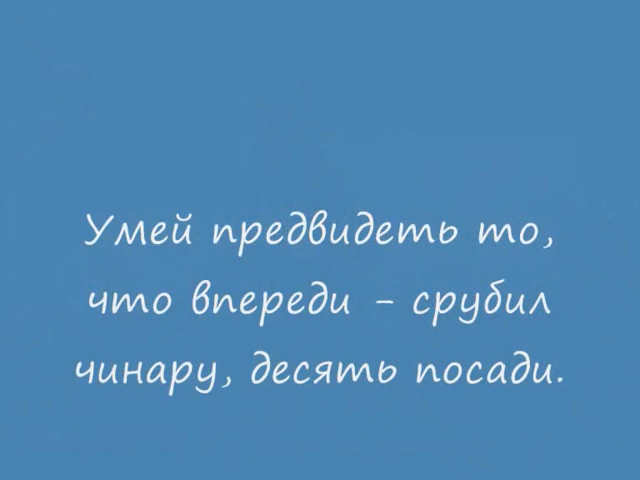 Умей предвидеть то,
что впереди - срубил
чинару, десять посади.